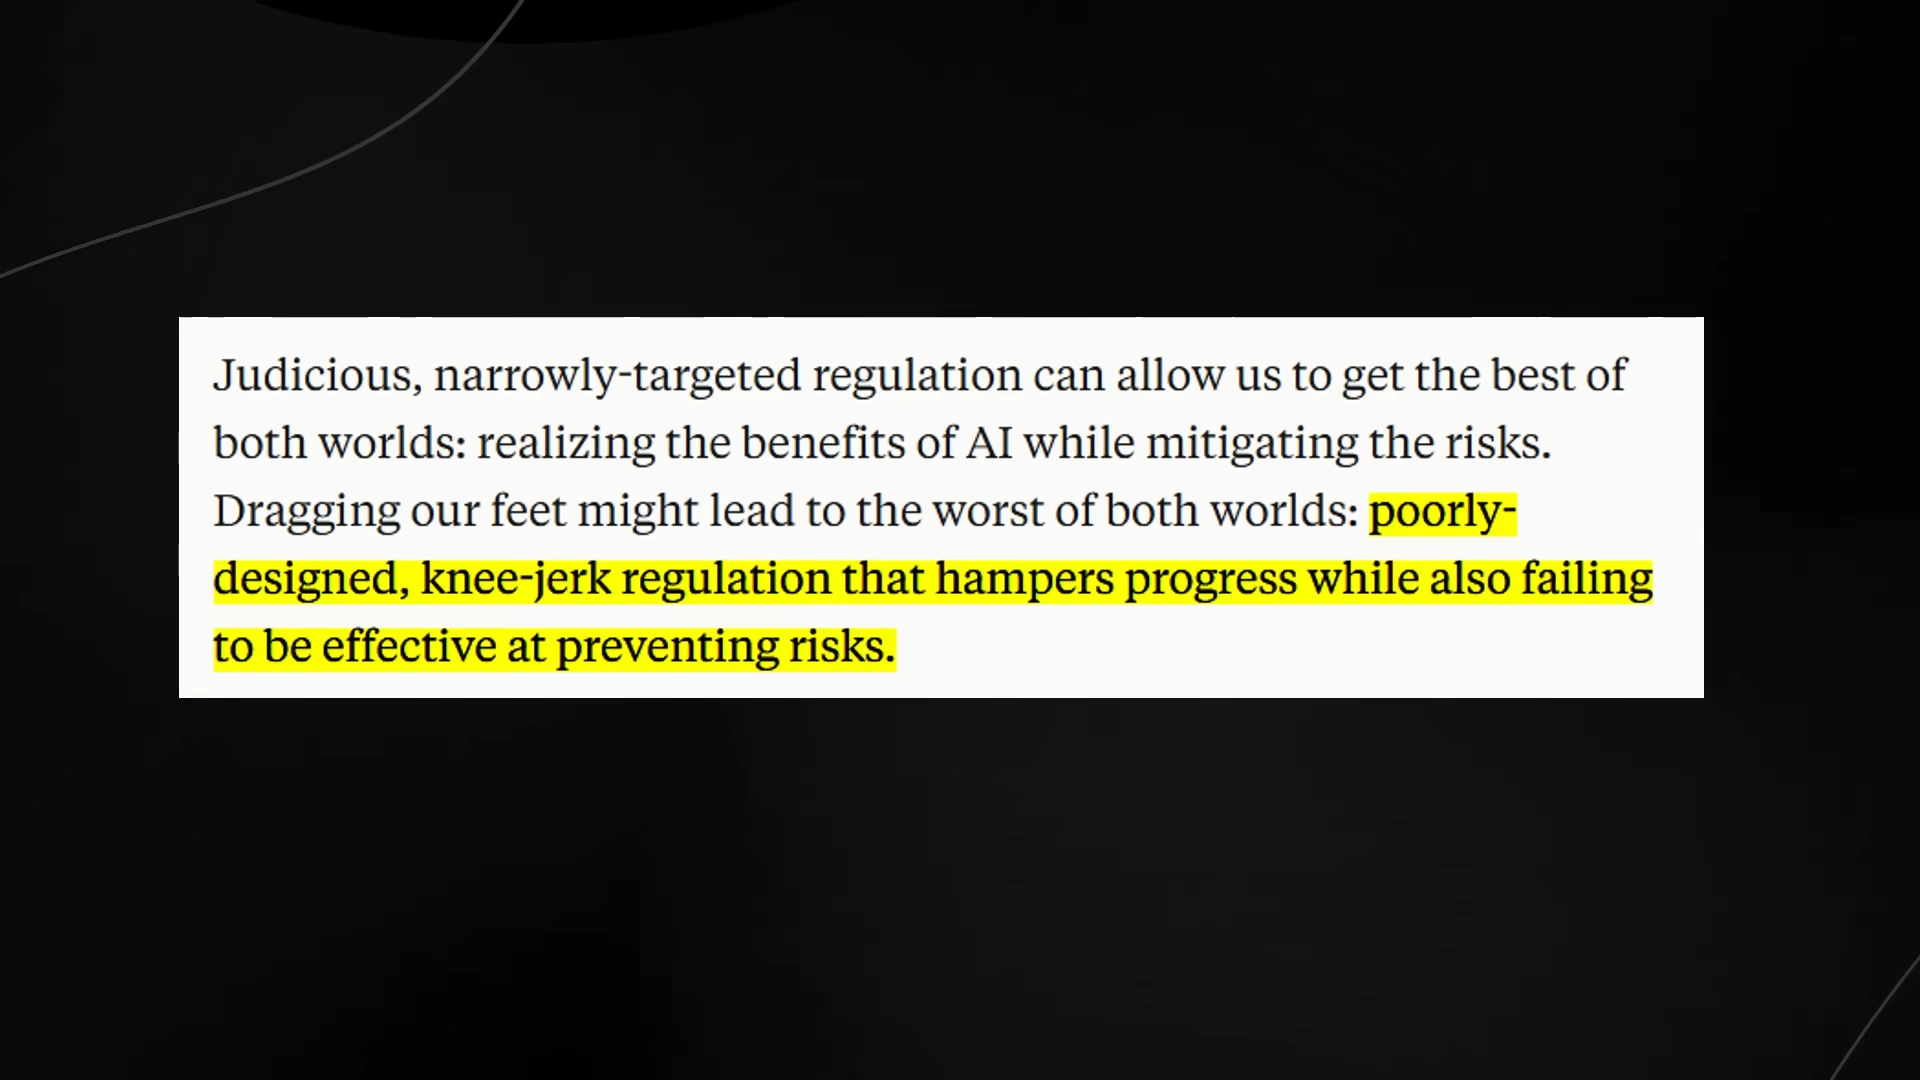 Judicious, narrowly-targeted regulation can allow us to get the best of
both worlds: realizing the benefits of AI while mitigating the risks.
Dragging our feet might lead to the worst of both worlds: poorly-
designed, knee-jerk regulation that hampers progress while also failing
to be effective at preventing risks.